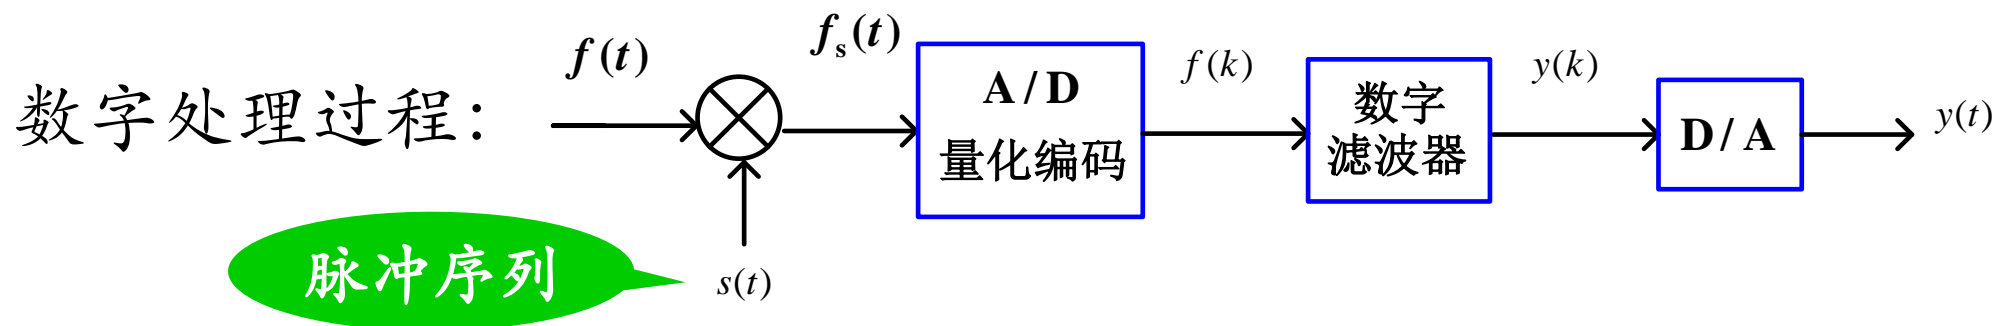 数字处理过程:
f(t)
f_s(t)
A/D
量化编码
f(k)
数字
滤波器
y(k)
D/A
y(t)
脉冲序列
s(t)